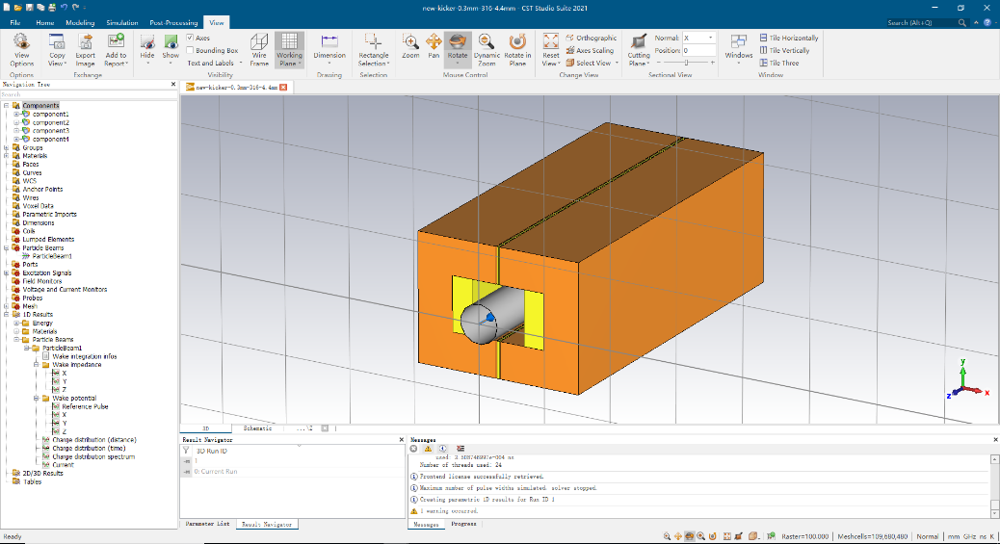 new-kicker-0.3mm-316-4.4mm - CST Studio Suite 2021
File Home Modeling Simulation Post-Processing View
Search (Alt+Q)
View Options
Options
Copy View
Export Image
Add to Report
Exchange
Hide
Show
Axes
Bounding Box
Text and Labels
Wire Frame
Working Plane
Visibility
Dimension
Drawing
Rectangle Selection
Selection
Zoom
Pan
Rotate
Dynamic Zoom
Rotate in Plane
Mouse Control
Reset View
Orthographic
Axes Scaling
Select View
Change View
Cutting Plane
Normal: X
Position: 0
Sectional View
Windows
Tile Horizontally
Tile Vertically
Tile Three
Window
Navigation Tree
Search
Components
component1
component2
component3
component4
Groups
Materials
Faces
Curves
WCS
Anchor Points
Wires
Voxel Data
Parametric Imports
Dimensions
Coils
Lumped Elements
Particle Beams
ParticleBeam1
Ports
Excitation Signals
Field Monitors
Voltage and Current Monitors
Probes
Mesh
1D Results
Energy
Materials
Particle Beams
ParticleBeam1
Wake integration infos
Wake impedance
X
Y
Z
Wake potential
Reference Pulse
X
Y
Z
Charge distribution (distance)
Charge distribution (time)
Charge distribution spectrum
Current
2D/3D Results
Tables
new-kicker-0.3mm-316-4.4mm
y
x
z
3D Schematic ...\Z
Result Navigator
3D Run ID
1
0: Current Run
Parameter List Result Navigator
Messages
Number of threads used: 24
Frontend license successfully retrieved.
Maximum number of pulse widths simulated, solver stopped.
Creating parametric 1D results for Run ID 1
1 warning occurred.
Messages Progress
Ready
Raster=100.000 Meshcells=109,680,480 Normal mm GHz ns K